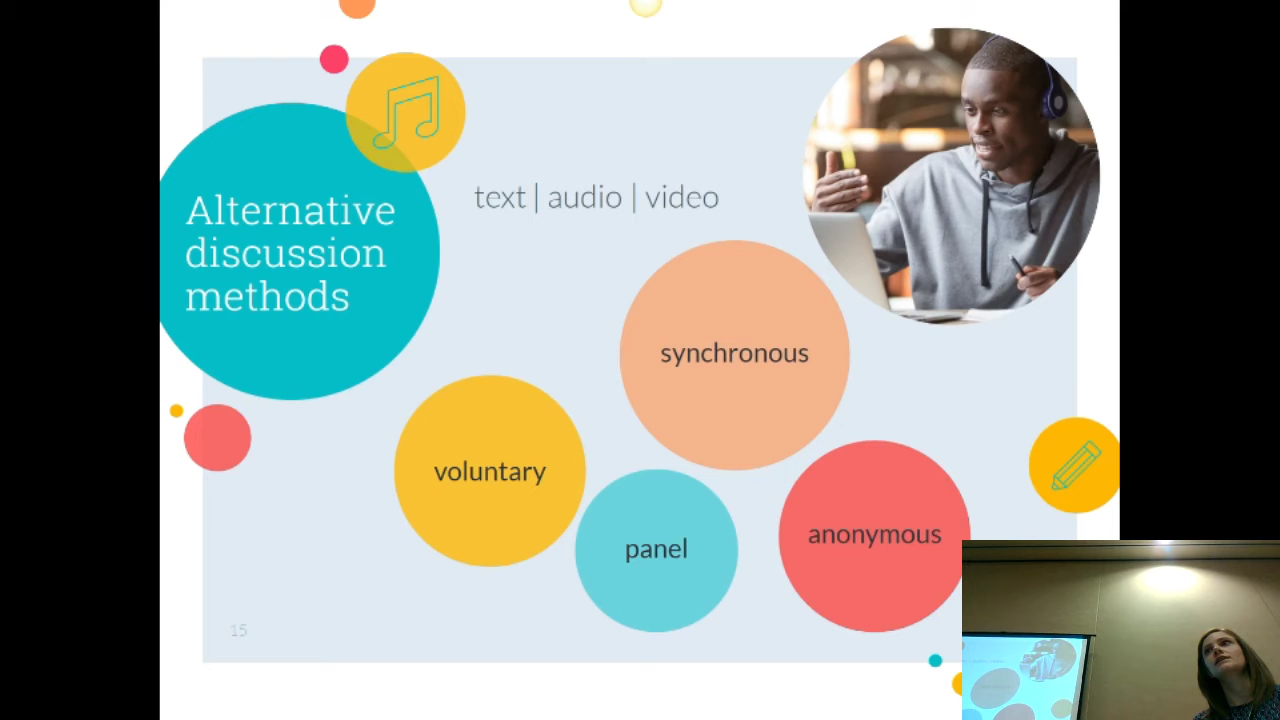 Alternative
discussion
methods
text | audio | video
synchronous
voluntary
panel
anonymous
15